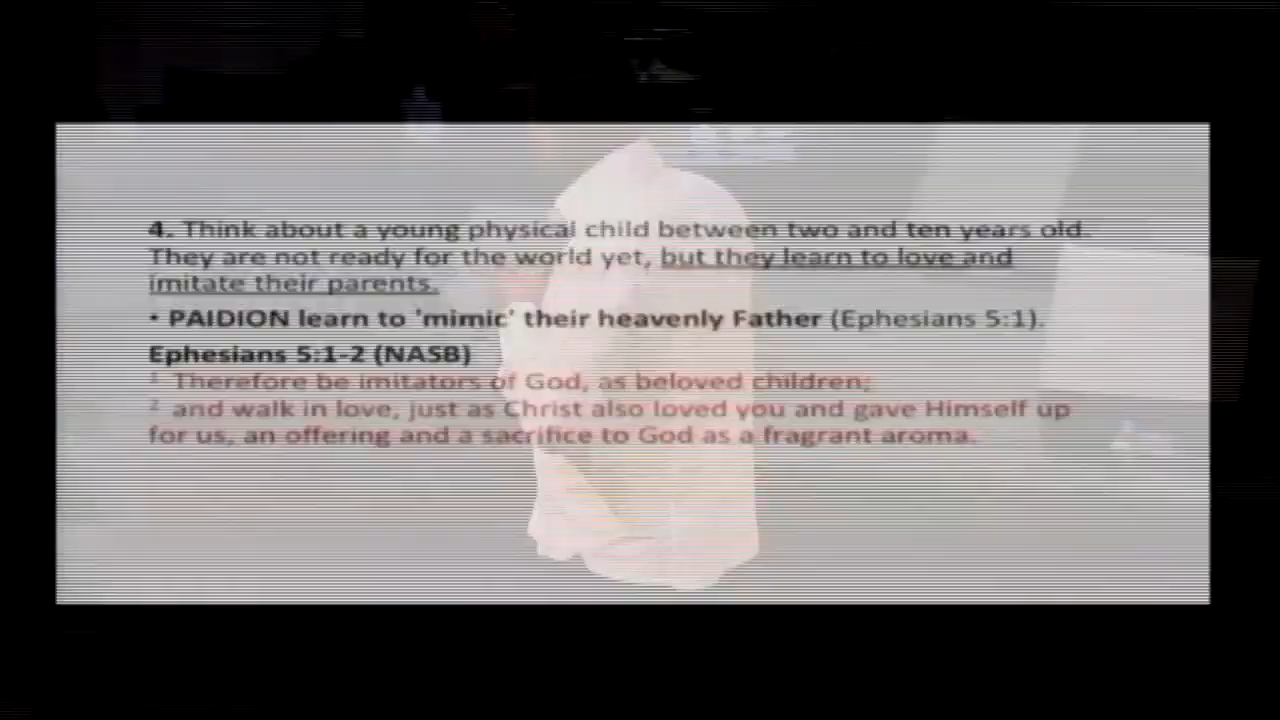 4. Think about a young physical child between two and ten years old.
They are not ready for the world yet, but they learn to love and
imitate their parents.
• PAIDION learn to 'mimic' their heavenly Father (Ephesians 5:1).
Ephesians 5:1-2 (NASB)
1 Therefore be imitators of God, as beloved children;
2 and walk in love, just as Christ also loved you and gave Himself up
for us, an offering and a sacrifice to God as a fragrant aroma.